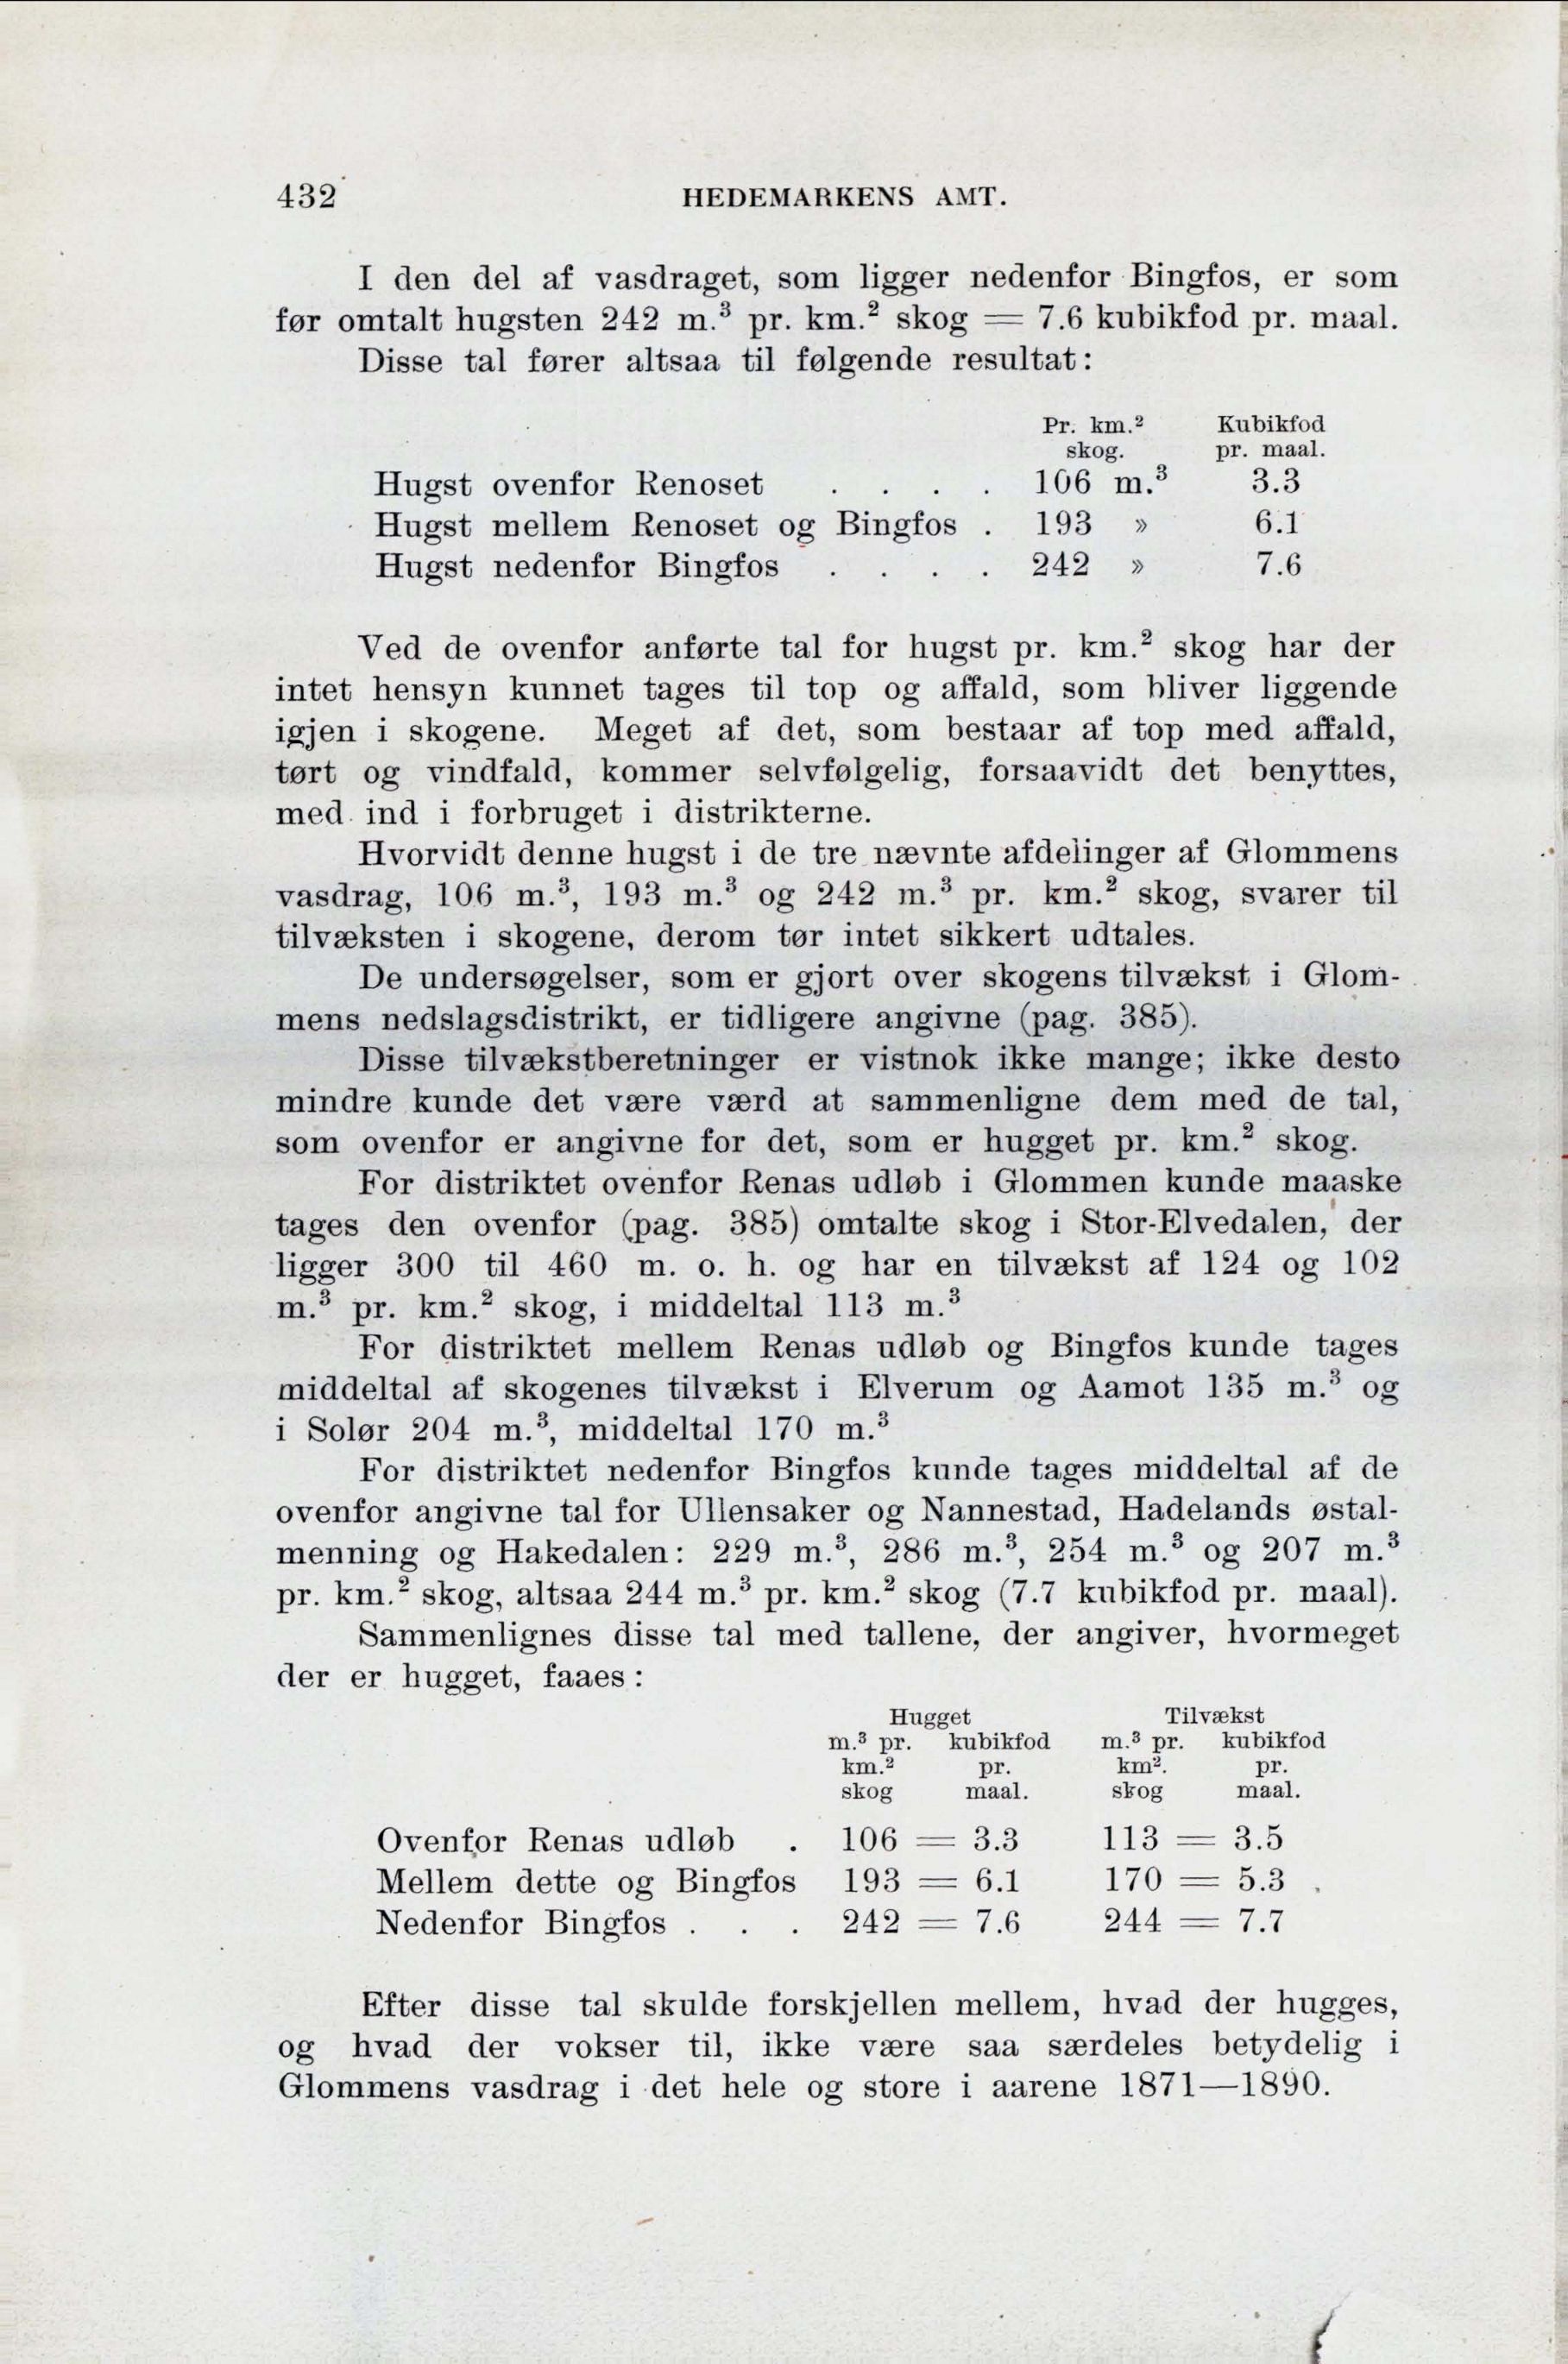 432 HEDEMARKENS AMT.
I den del af vasdraget, som ligger nedenfor Bingfos, er som
før omtalt hugsten 242 m.³ pr. km.² skog = 7.6 kubikfod pr. maal.
Disse tal fører altsaa til følgende resultat:
Pr. km.² Kubikfod
skog. pr. maal.
Hugst ovenfor Renoset . . . . 106 m.³ 3.3
Hugst mellem Renoset og Bingfos . 193 » 6.1
Hugst nedenfor Bingfos . . . . 242 » 7.6
Ved de ovenfor anførte tal for hugst pr. km.² skog har der
intet hensyn kunnet tages til top og affald, som bliver liggende
igjen i skogene. Meget af det, som bestaar af top med affald,
tørt og vindfald, kommer selvfølgelig, forsaavidt det benyttes,
med ind i forbruget i distrikterne.
Hvorvidt denne hugst i de tre nævnte afdelinger af Glommens
vasdrag, 106 m.³, 193 m.³ og 242 m.³ pr. km.² skog, svarer til
tilvæksten i skogene, derom tør intet sikkert udtales.
De undersøgelser, som er gjort over skogens tilvækst i Glom-
mens nedslagsdistrikt, er tidligere angivne (pag. 385).
Disse tilvækstberetninger er vistnok ikke mange; ikke desto
mindre kunde det være værd at sammenligne dem med de tal,
som ovenfor er angivne for det, som er hugget pr. km.² skog.
For distriktet ovenfor Renas udløb i Glommen kunde maaske
tages den ovenfor (pag. 385) omtalte skog i Stor-Elvedalen, der
ligger 300 til 460 m. o. h. og har en tilvækst af 124 og 102
m.³ pr. km.² skog, i middeltal 113 m.³
For distriktet mellem Renas udløb og Bingfos kunde tages
middeltal af skogenes tilvækst i Elverum og Aamot 135 m.³ og
i Solør 204 m.³, middeltal 170 m.³
For distriktet nedenfor Bingfos kunde tages middeltal af de
ovenfor angivne tal for Ullensaker og Nannestad, Hadelands østal-
menning og Hakedalen: 229 m.³, 286 m.³, 254 m.³ og 207 m.³
pr. km.² skog, altsaa 244 m.³ pr. km.² skog (7.7 kubikfod pr. maal).
Sammenlignes disse tal med tallene, der angiver, hvormeget
der er hugget, faaes:
Hugget Tilvækst
m.³ pr. kubikfod m.³ pr. kubikfod
km.² pr. km². pr.
skog maal. skog maal.
Ovenfor Renas udløb . 106 = 3.3 113 = 3.5
Mellem dette og Bingfos 193 = 6.1 170 = 5.3
Nedenfor Bingfos . . . 242 = 7.6 244 = 7.7
Efter disse tal skulde forskjellen mellem, hvad der hugges,
og hvad der vokser til, ikke være saa særdeles betydelig i
Glommens vasdrag i det hele og store i aarene 1871—1890.